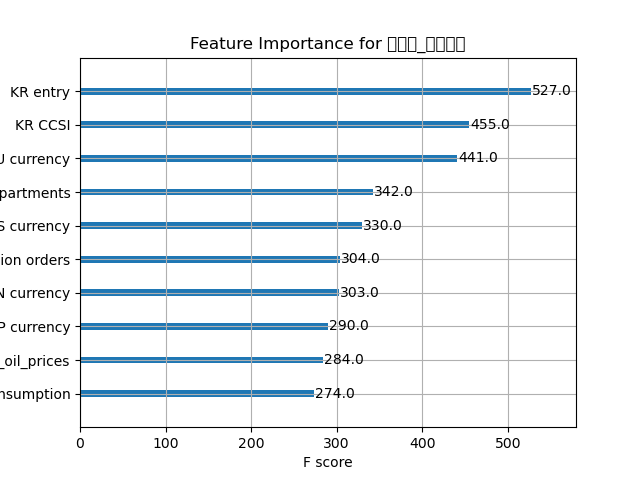 Feature Importance for □□□_□□□□
KR entry
527.0
KR CCSI
455.0
U currency
441.0
partments
342.0
S currency
330.0
ion orders
304.0
N currency
303.0
P currency
290.0
_oil_prices
284.0
nsumption
274.0
0 100 200 300 400 500
F score